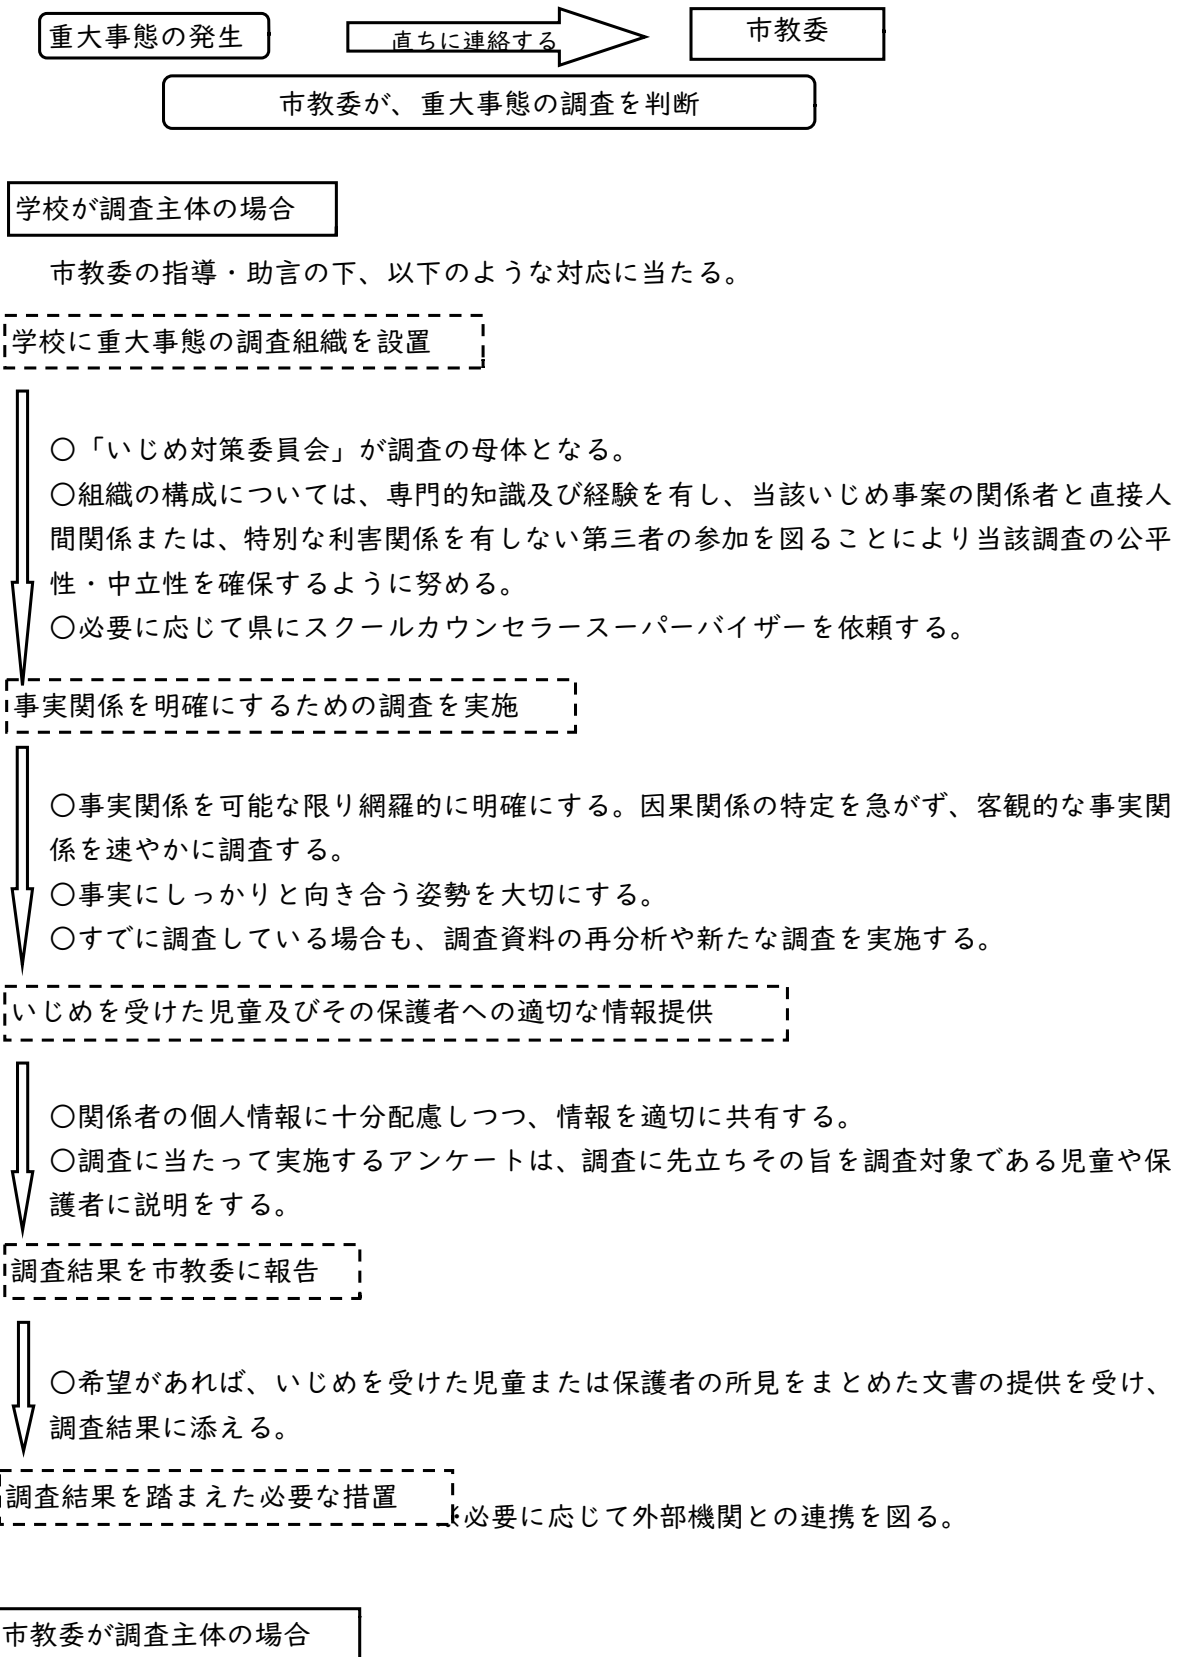 重大事態の発生
直ちに連絡する
市教委
市教委が、重大事態の調査を判断
学校が調査主体の場合
市教委の指導・助言の下、以下のような対応に当たる。
学校に重大事態の調査組織を設置
〇「いじめ対策委員会」が調査の母体となる。
〇組織の構成については、専門的知識及び経験を有し、当該いじめ事案の関係者と直接人
間関係または、特別な利害関係を有しない第三者の参加を図ることにより当該調査の公平
性・中立性を確保するように努める。
〇必要に応じて県にスクールカウンセラースーパーバイザーを依頼する。
事実関係を明確にするための調査を実施
〇事実関係を可能な限り網羅的に明確にする。因果関係の特定を急がず、客観的な事実関
係を速やかに調査する。
〇事実にしっかりと向き合う姿勢を大切にする。
〇すでに調査している場合も、調査資料の再分析や新たな調査を実施する。
いじめを受けた児童及びその保護者への適切な情報提供
〇関係者の個人情報に十分配慮しつつ、情報を適切に共有する。
〇調査に当たって実施するアンケートは、調査に先立ちその旨を調査対象である児童や保
護者に説明をする。
調査結果を市教委に報告
〇希望があれば、いじめを受けた児童または保護者の所見をまとめた文書の提供を受け、
調査結果に添える。
調査結果を踏まえた必要な措置
必要に応じて外部機関との連携を図る。
市教委が調査主体の場合